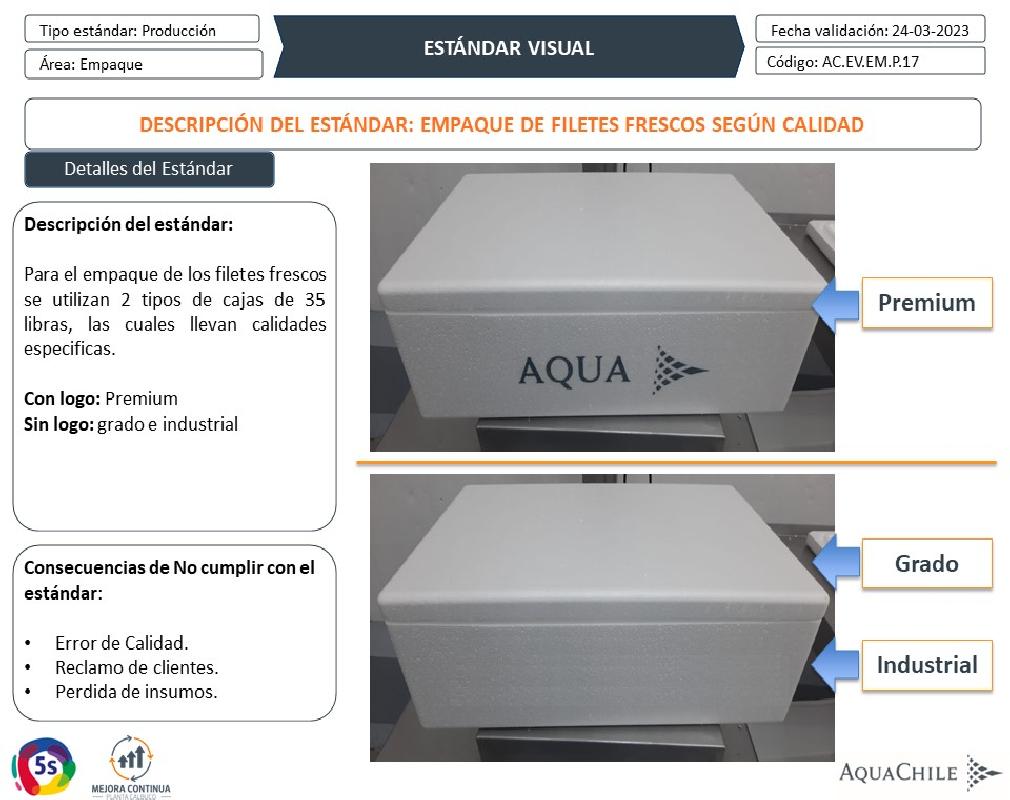 Tipo estándar: Producción
Área: Empaque
ESTÁNDAR VISUAL
Fecha validación: 24-03-2023
Código: AC.EV.EM.P.17
DESCRIPCIÓN DEL ESTÁNDAR: EMPAQUE DE FILETES FRESCOS SEGÚN CALIDAD
Detalles del Estándar
Descripción del estándar:
Para el empaque de los filetes frescos
se utilizan 2 tipos de cajas de 35
libras, las cuales llevan calidades
especificas.
Con logo: Premium
Sin logo: grado e industrial
Consecuencias de No cumplir con el
estándar:
• Error de Calidad.
• Reclamo de clientes.
• Perdida de insumos.
AQUA
Premium
Grado
Industrial
5s
MEJORA CONTINUA
PLANTA CALBUCO
AQUACHILE